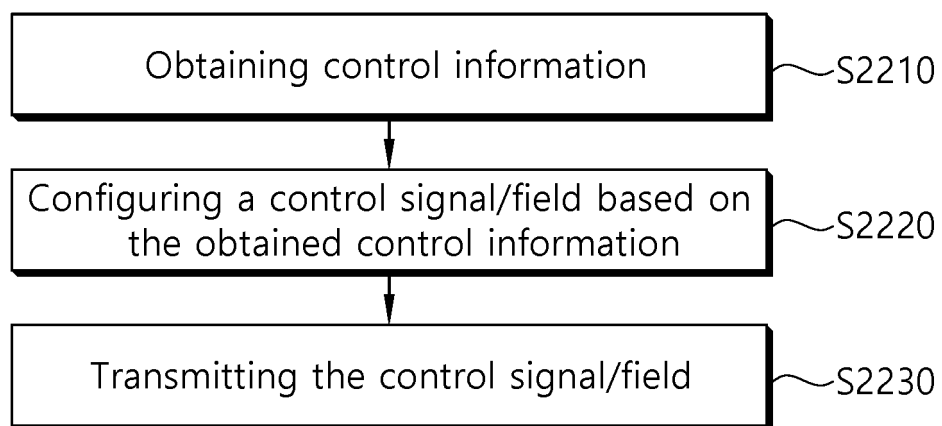 Obtaining control information
S2210
Configuring a control signal/field based on
the obtained control information
S2220
Transmitting the control signal/field
S2230